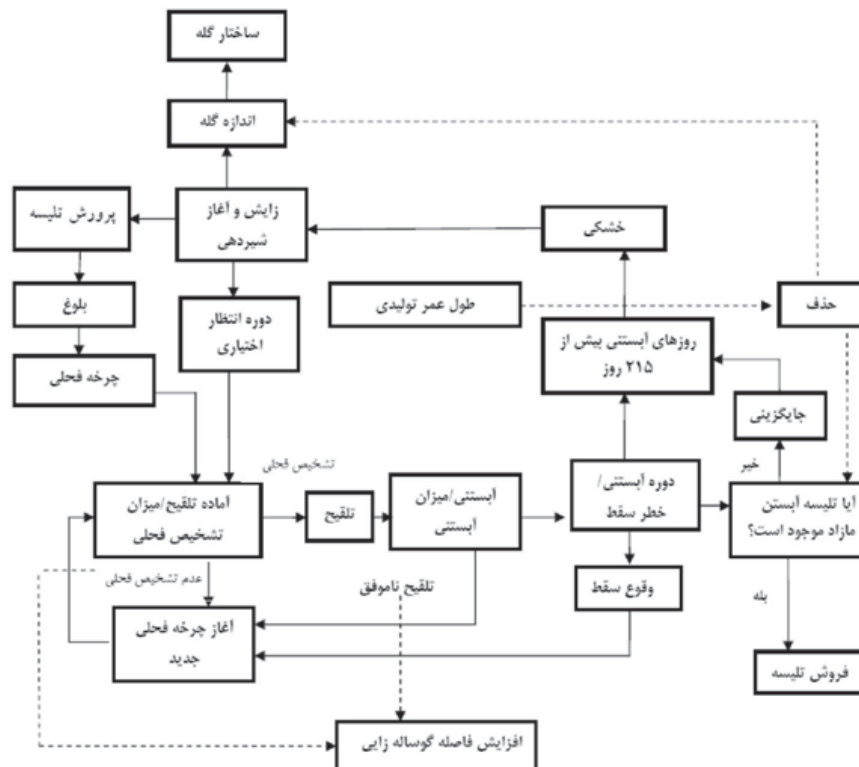 ساختار گله
اندازه گله
پرورش تلیسه
زایش و آغاز
شیردهی
خشکی
بلوغ
دوره انتظار
اختیاری
طول عمر تولیدی
حذف
چرخه فحلی
روزهای آبستنی بیش از
۲۱۵ روز
جایگزینی
تشخیص فحلی
خیر
آماده تلقیح/میزان
تشخیص فحلی
تلقیح
آبستنی/میزان
آبستنی
دوره آبستنی/
خطر سقط
آیا تلیسه آبستن
مازاد موجود است؟
عدم تشخیص فحلی
تلقیح ناموفق
وقوع سقط
بله
آغاز چرخه فحلی
جدید
فروش تلیسه
افزایش فاصله گوساله زایی